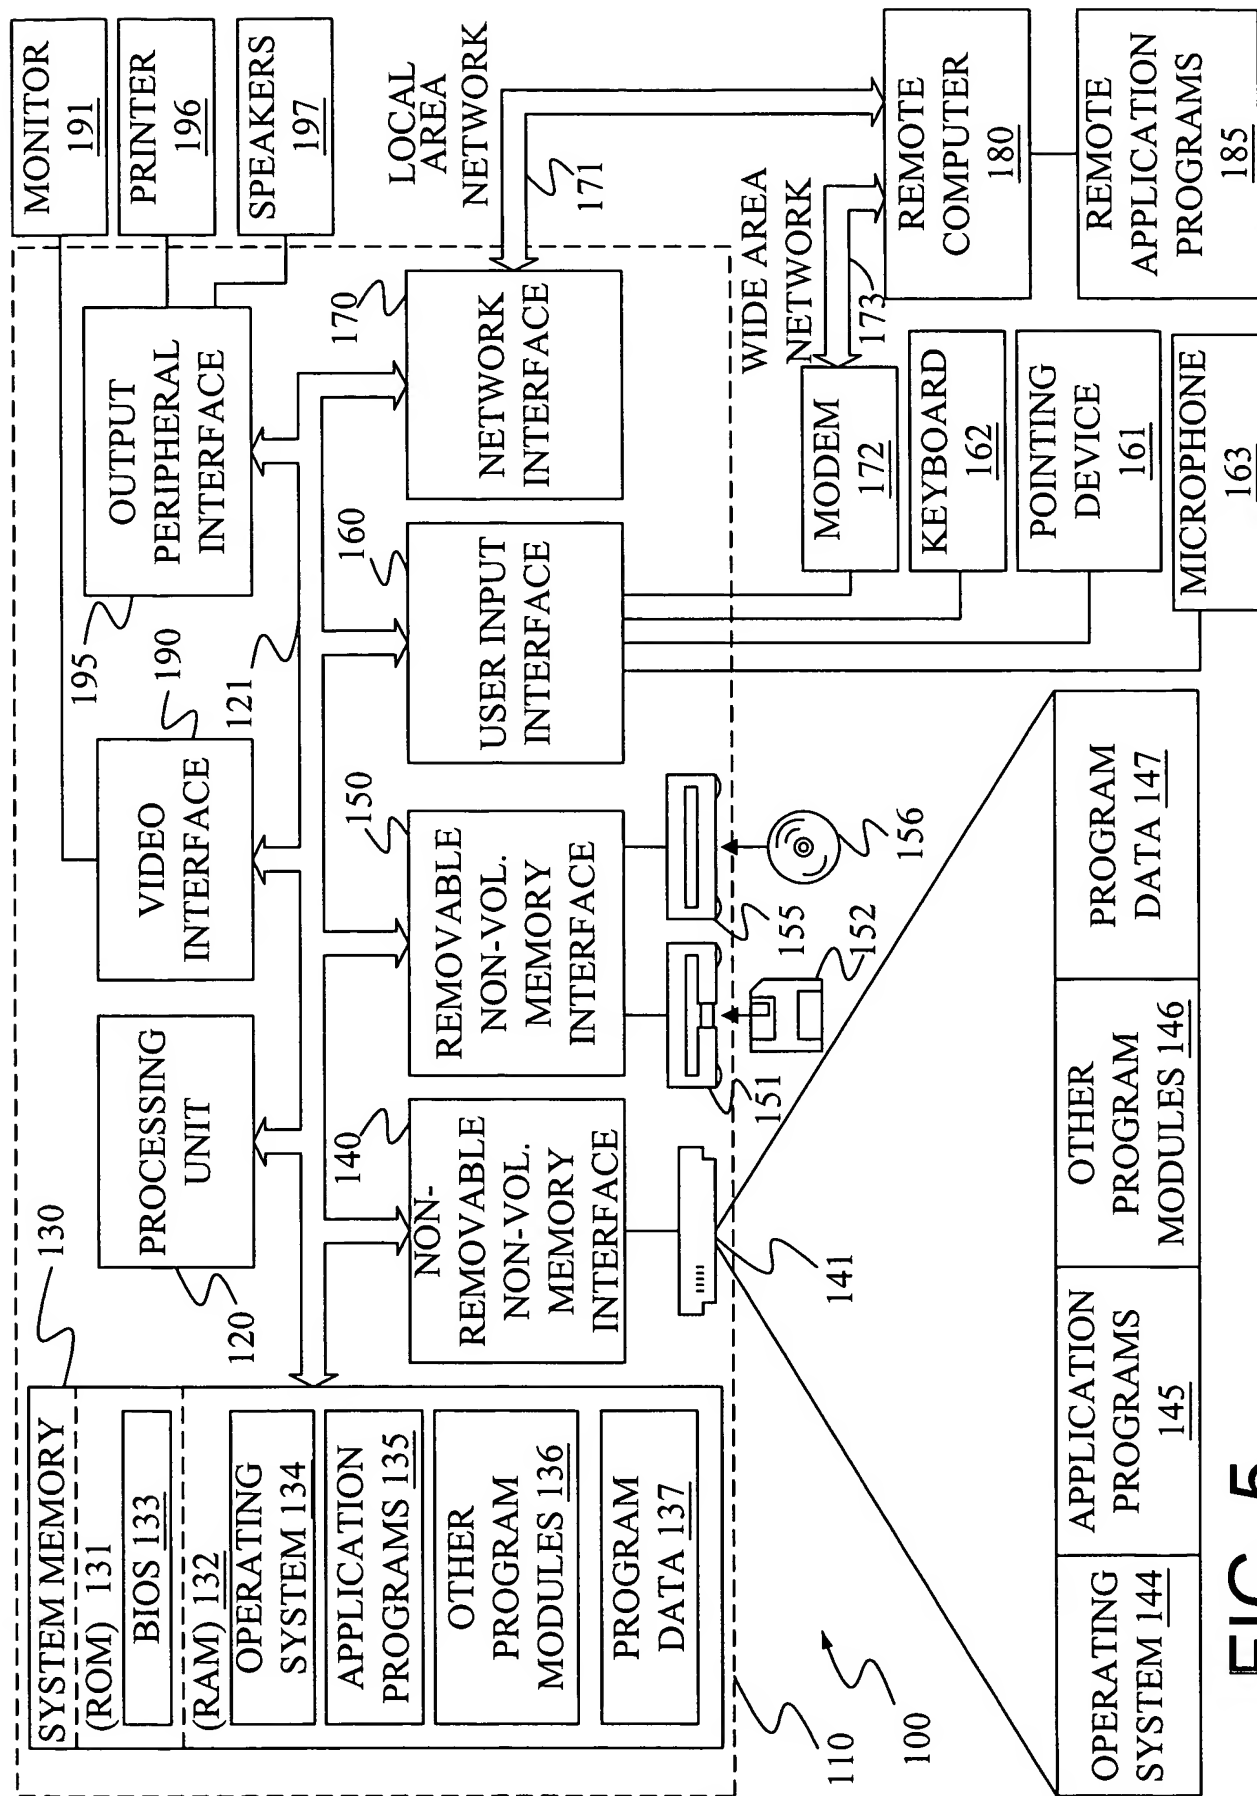 SYSTEM MEMORY
(ROM) 131
BIOS 133
(RAM) 132
OPERATING
SYSTEM 134
APPLICATION
PROGRAMS 135
OTHER
PROGRAM
MODULES 136
PROGRAM
DATA 137
130
PROCESSING
UNIT
120
VIDEO
INTERFACE
190
121
OUTPUT
PERIPHERAL
INTERFACE
195
MONITOR
191
PRINTER
196
SPEAKERS
197
NON-
REMOVABLE
NON-VOL.
MEMORY
INTERFACE
140
REMOVABLE
NON-VOL.
MEMORY
INTERFACE
150
USER INPUT
INTERFACE
160
NETWORK
INTERFACE
170
LOCAL
AREA
NETWORK
171
141
151
152
155
156
WIDE AREA
NETWORK
173
MODEM
172
KEYBOARD
162
POINTING
DEVICE
161
MICROPHONE
163
REMOTE
COMPUTER
180
REMOTE
APPLICATION
PROGRAMS
185
110
100
OPERATING
SYSTEM 144
APPLICATION
PROGRAMS
145
OTHER
PROGRAM
MODULES 146
PROGRAM
DATA 147
FIG. 5